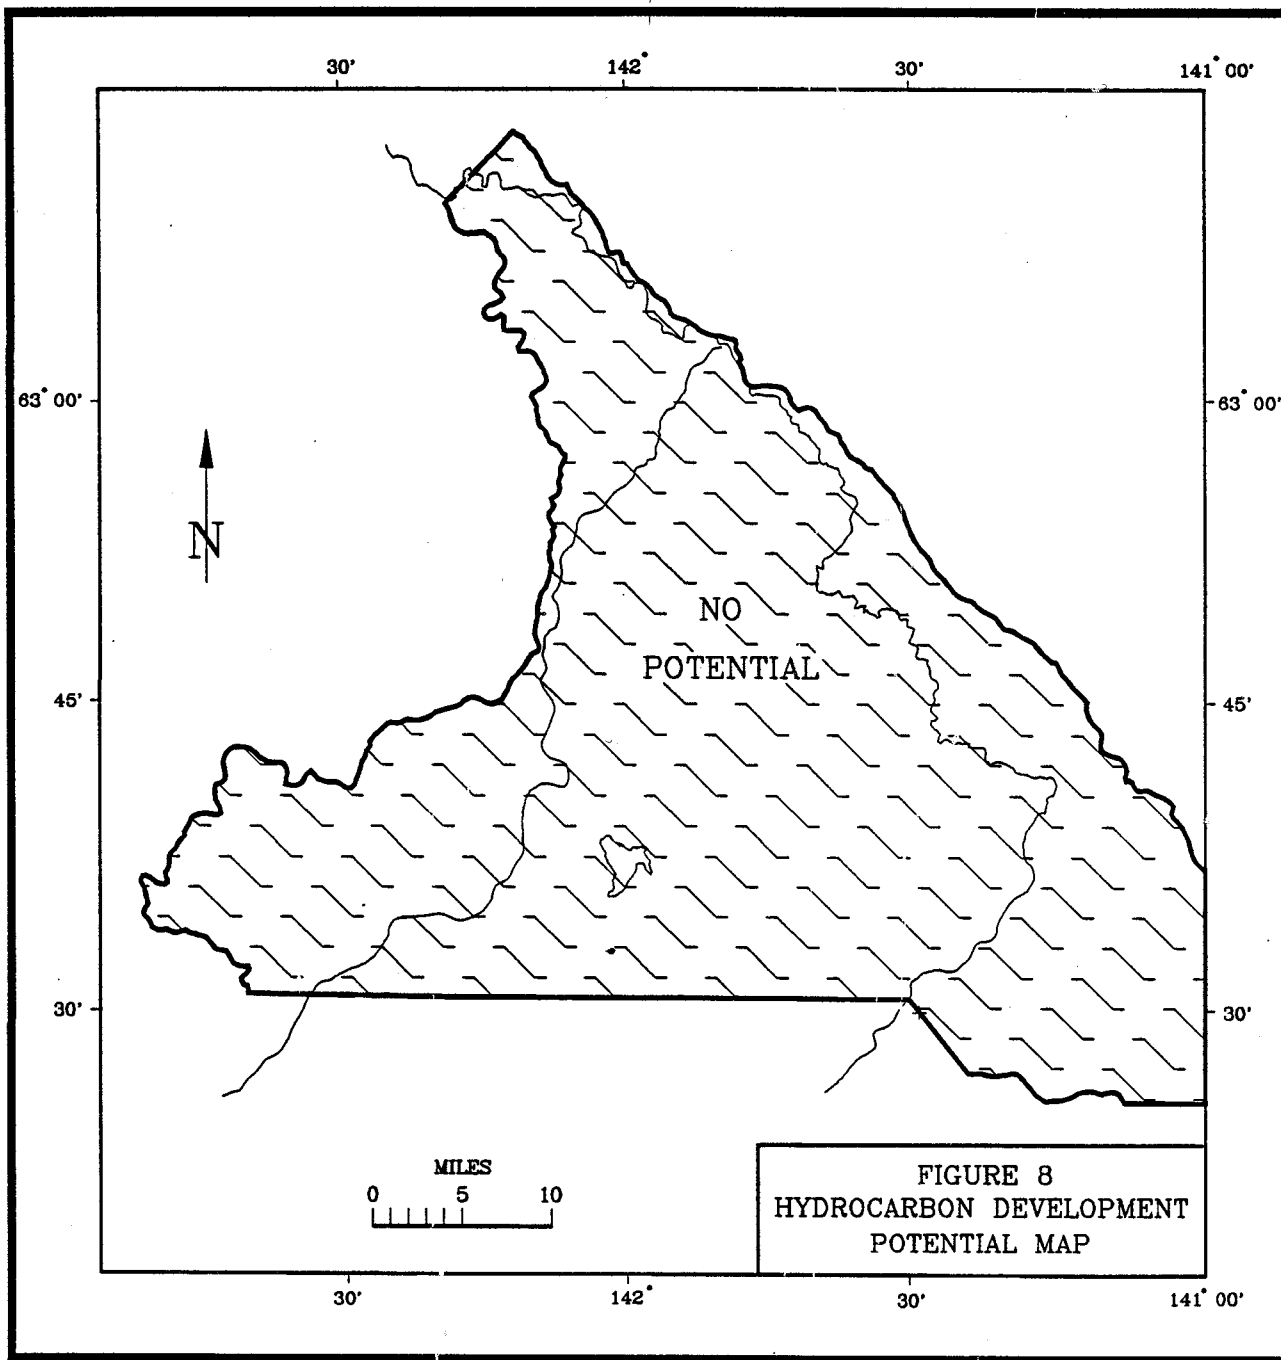 30' 142° 30' 141° 00'
63° 00' 63° 00'
N
NO
POTENTIAL
45' 45'
30' 30'
MILES
0 5 10
FIGURE 8
HYDROCARBON DEVELOPMENT
POTENTIAL MAP
30' 142° 30' 141° 00'